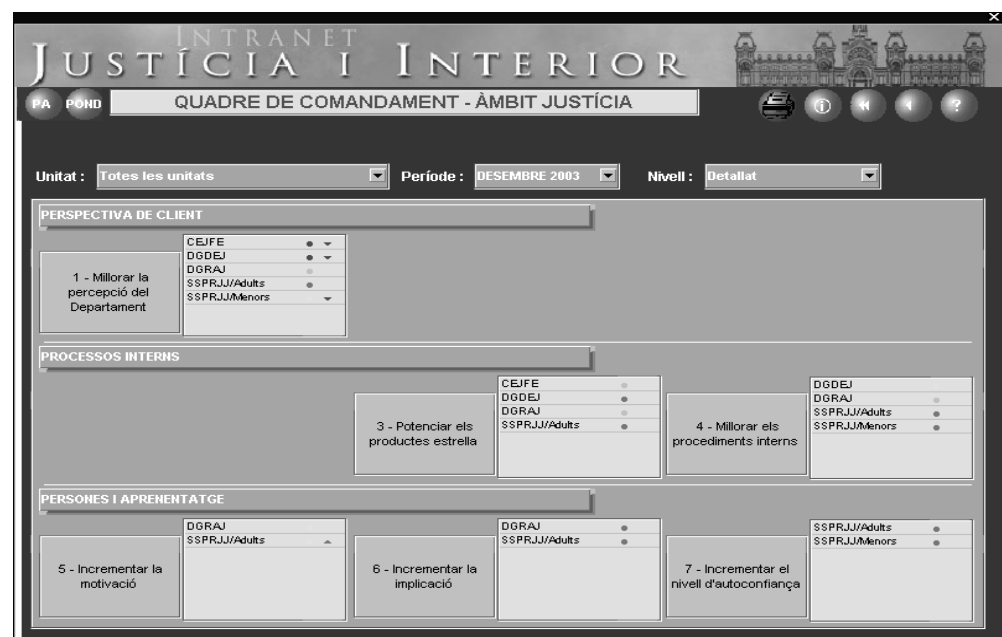 INTRANET
JUSTÍCIA I INTERIOR
PA POND QUADRE DE COMANDAMENT - ÀMBIT JUSTÍCIA
Unitat : Totes les unitats Període : DESEMBRE 2003 Nivell : Detallat
PERSPECTIVA DE CLIENT
1 - Millorar la
percepció del
Departament
CEJFE
DGDEJ
DGRAJ
SSPRJJ/Adults
SSPRJJ/Menors
PROCESSOS INTERNS
3 - Potenciar els
productes estrella
CEJFE
DGDEJ
DGRAJ
SSPRJJ/Adults
4 - Millorar els
procediments interns
DGDEJ
DGRAJ
SSPRJJ/Adults
SSPRJJ/Menors
PERSONES I APRENENTATGE
5 - Incrementar la
motivació
DGRAJ
SSPRJJ/Adults
6 - Incrementar la
implicació
DGRAJ
SSPRJJ/Adults
7 - Incrementar el
nivell d'autoconfiança
SSPRJJ/Adults
SSPRJJ/Menors